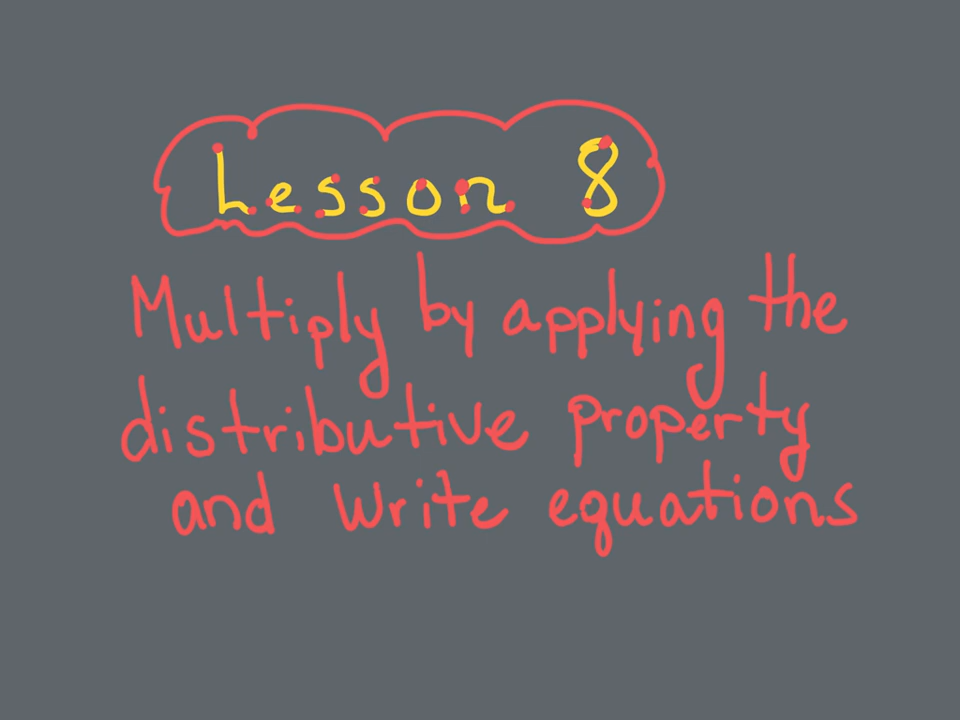 Lesson 8
Multiply by applying the
distributive property
and write equations